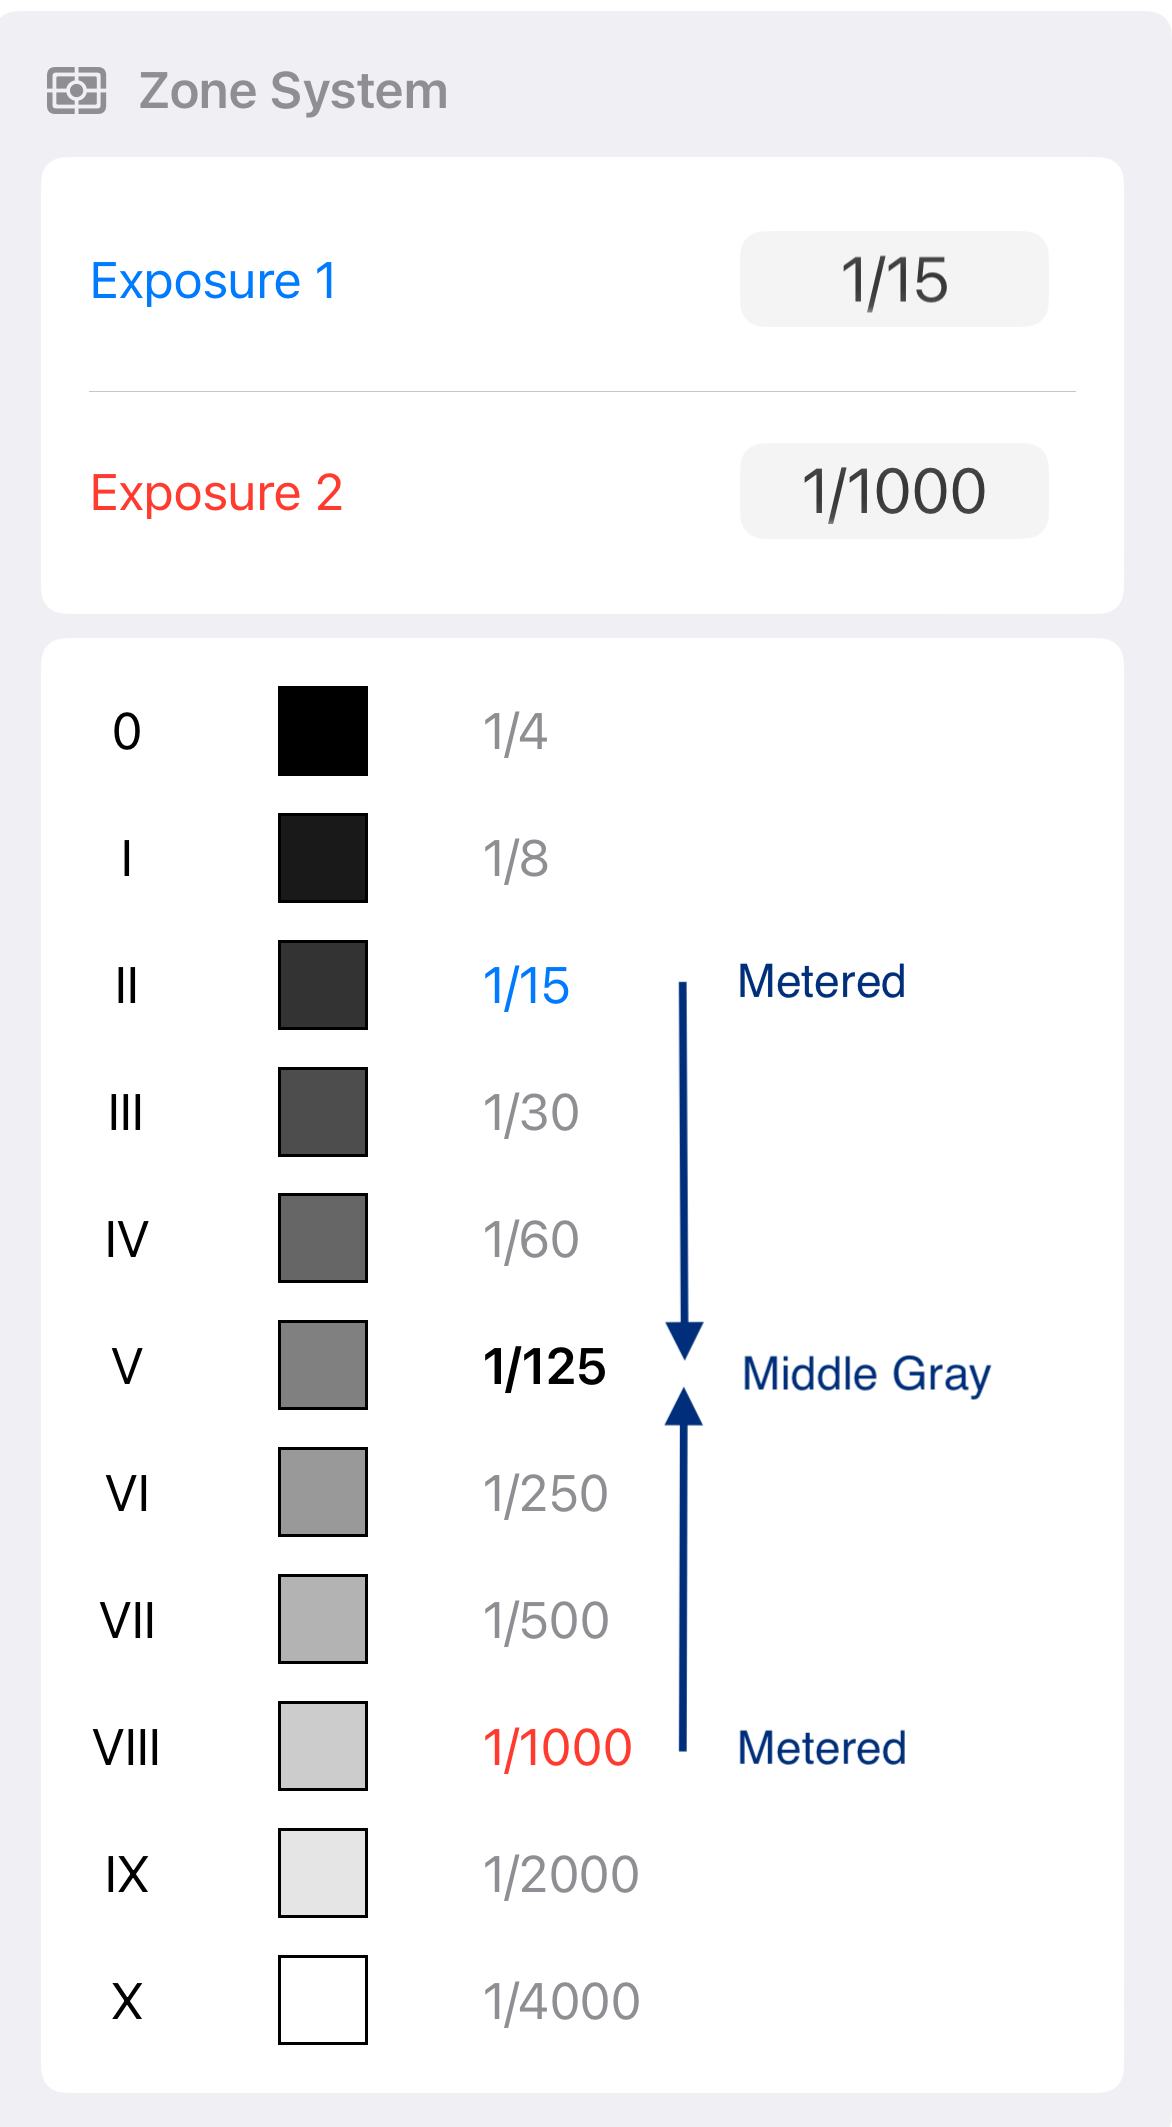 Zone System
Exposure 1 1/15
Exposure 2 1/1000
0 1/4
I 1/8
II 1/15 Metered
III 1/30
IV 1/60
V 1/125 Middle Gray
VI 1/250
VII 1/500
VIII 1/1000 Metered
IX 1/2000
X 1/4000